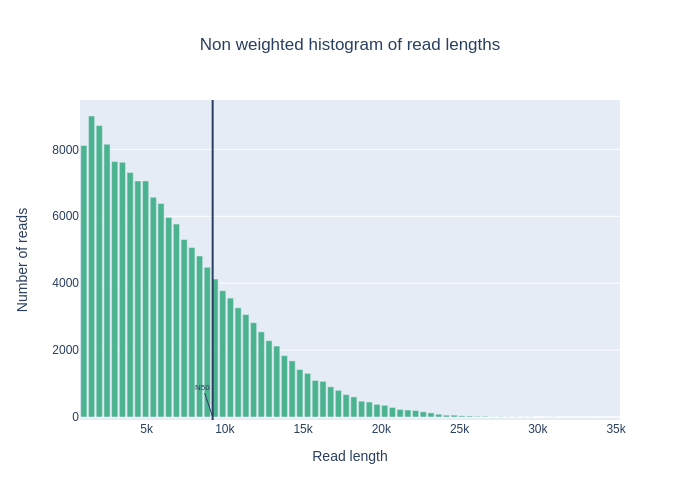 Non weighted histogram of read lengths
Number of reads
8000
6000
4000
2000
0
N50
5k
10k
15k
20k
25k
30k
35k
Read length